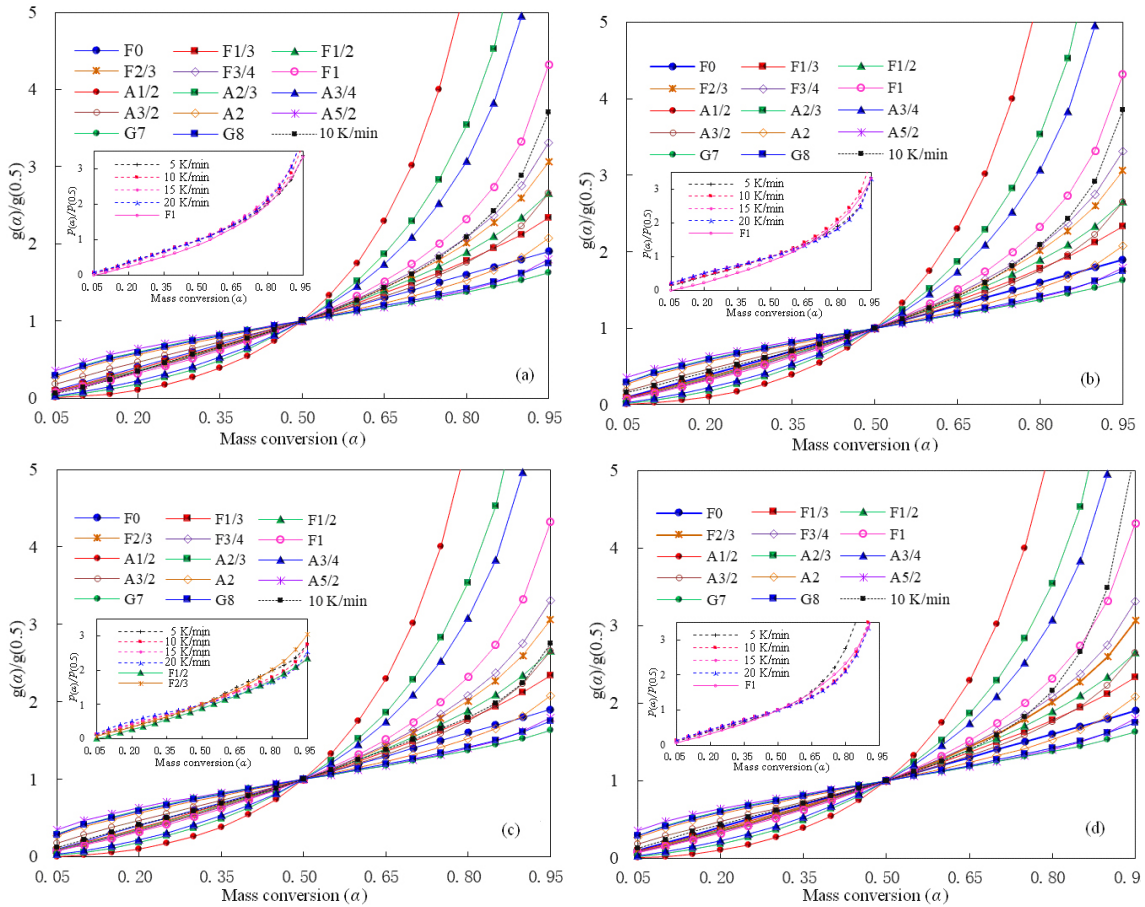 5
4
3
2
1
0
g(α)/g(0.5)
F0 F1/3 F1/2
F2/3 F3/4 F1
A1/2 A2/3 A3/4
A3/2 A2 A5/2
G7 G8 10 K/min
3
2
1
0
P(α)/P(0.5)
5 K/min
10 K/min
15 K/min
20 K/min
F1
0.05 0.20 0.35 0.50 0.65 0.80 0.95
Mass conversion (α)
(a)
0.05 0.20 0.35 0.50 0.65 0.80 0.95
Mass conversion (α)
5
4
3
2
1
0
g(α)/g(0.5)
F0 F1/3 F1/2
F2/3 F3/4 F1
A1/2 A2/3 A3/4
A3/2 A2 A5/2
G7 G8 10 K/min
3
2
1
0
P(α)/P(0.5)
5 K/min
10 K/min
15 K/min
20 K/min
F1
0.05 0.20 0.35 0.50 0.65 0.80 0.95
Mass conversion (α)
(b)
0.05 0.20 0.35 0.50 0.65 0.80 0.95
Mass conversion (α)
5
4
3
2
1
0
g(α)/g(0.5)
F0 F1/3 F1/2
F2/3 F3/4 F1
A1/2 A2/3 A3/4
A3/2 A2 A5/2
G7 G8 10 K/min
3
2
1
0
P(α)/P(0.5)
5 K/min
10 K/min
15 K/min
20 K/min
F1/2
F2/3
0.05 0.20 0.35 0.50 0.65 0.80 0.95
Mass conversion (α)
(c)
0.05 0.20 0.35 0.50 0.65 0.80 0.95
Mass conversion (α)
5
4
3
2
1
0
g(α)/g(0.5)
F0 F1/3 F1/2
F2/3 F3/4 F1
A1/2 A2/3 A3/4
A3/2 A2 A5/2
G7 G8 10 K/min
3
2
1
0
P(α)/P(0.5)
5 K/min
10 K/min
15 K/min
20 K/min
F1
0.05 0.20 0.35 0.50 0.65 0.80 0.95
Mass conversion (α)
(d)
0.05 0.20 0.35 0.50 0.65 0.80 0.9
Mass conversion (α)